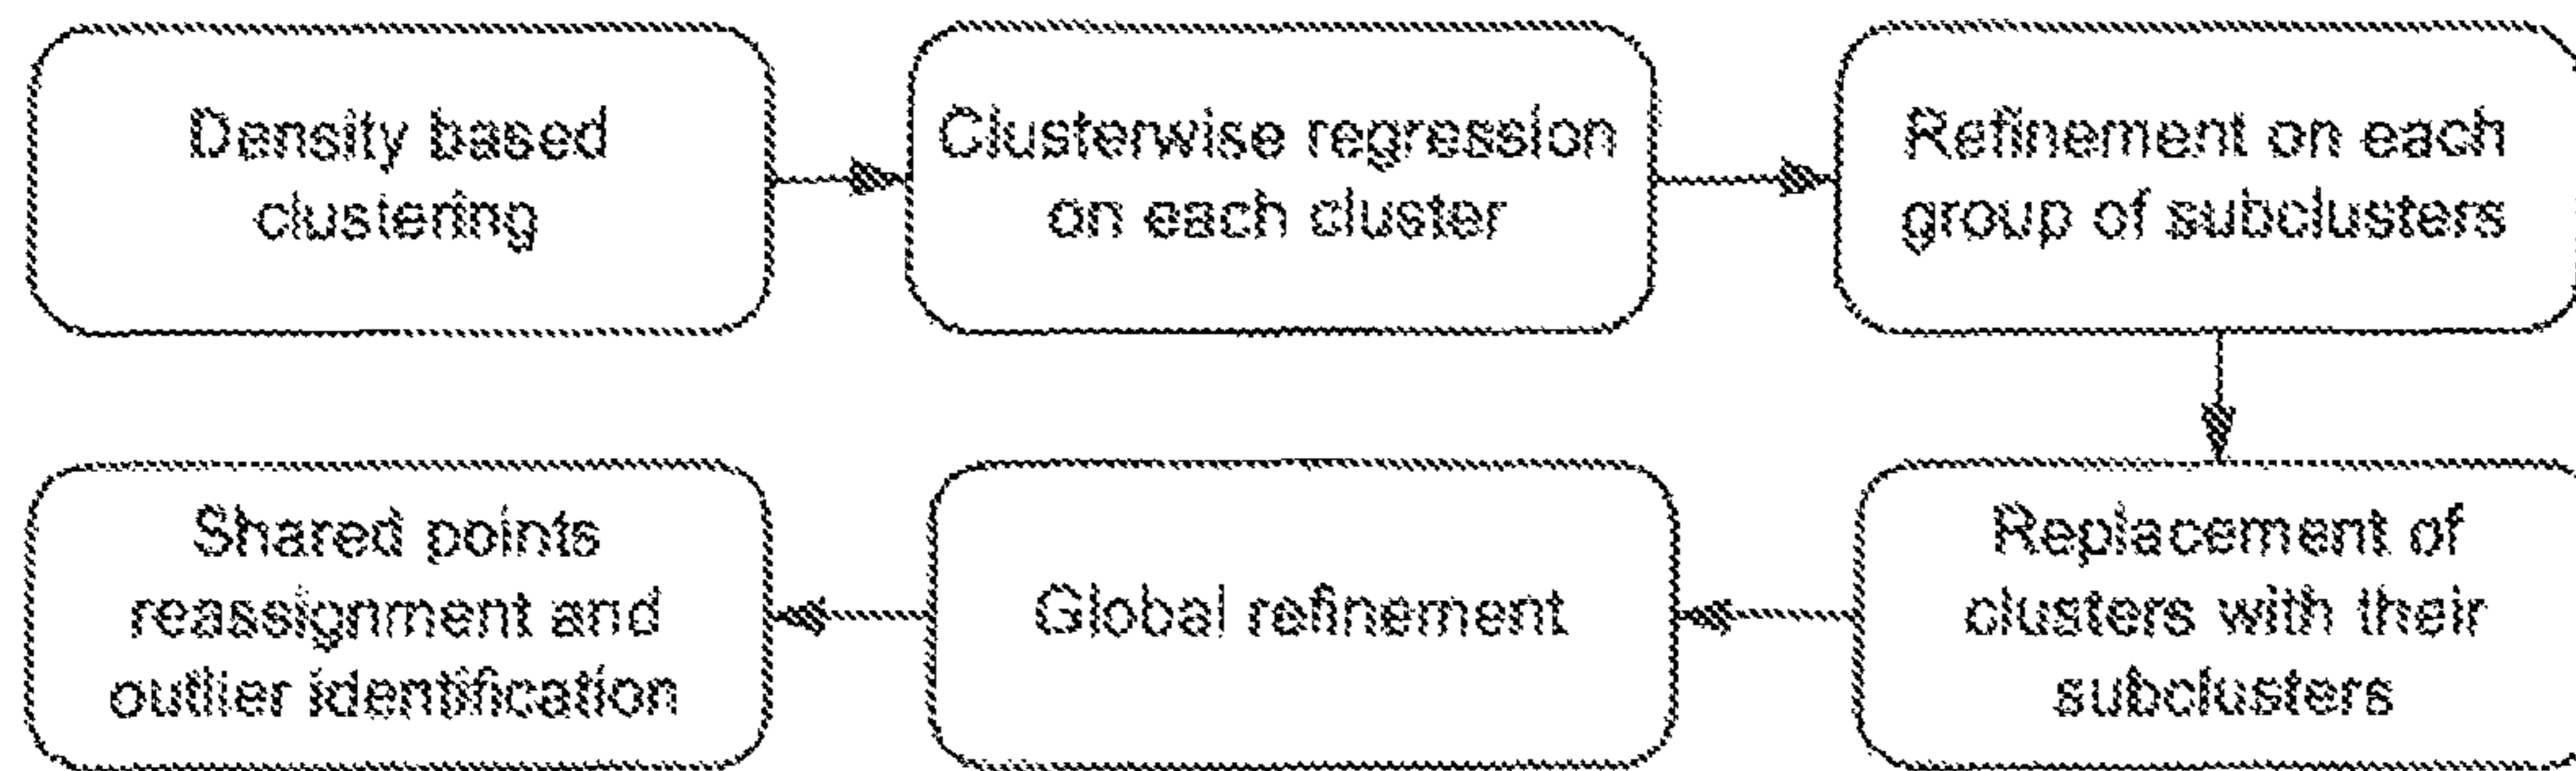 Density based
clustering
Clusterwise regression
on each cluster
Refinement on each
group of subclusters
Replacement of
clusters with their
subclusters
Global refinement
Shared points
reassignment and
outlier identification